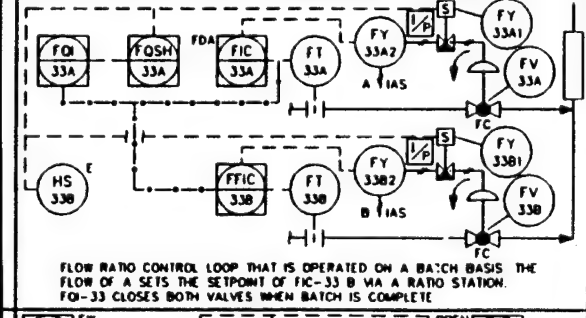 S
I/P
FY
33A1
FQI
33A
FQSH
33A
FDA
FIC
33A
FT
33A
FY
33A2
A IAS
FV
33A
FC
S
I/P
FY
33B1
HS
33B
E
FFIC
33B
FT
33B
FY
33B2
B IAS
FV
33B
FC
FLOW RATIO CONTROL LOOP THAT IS OPERATED ON A BATCH BASIS THE
FLOW OF A SETS THE SETPOINT OF FIC-33 B VIA A RATIO STATION.
FQI-33 CLOSES BOTH VALVES WHEN BATCH IS COMPLETE